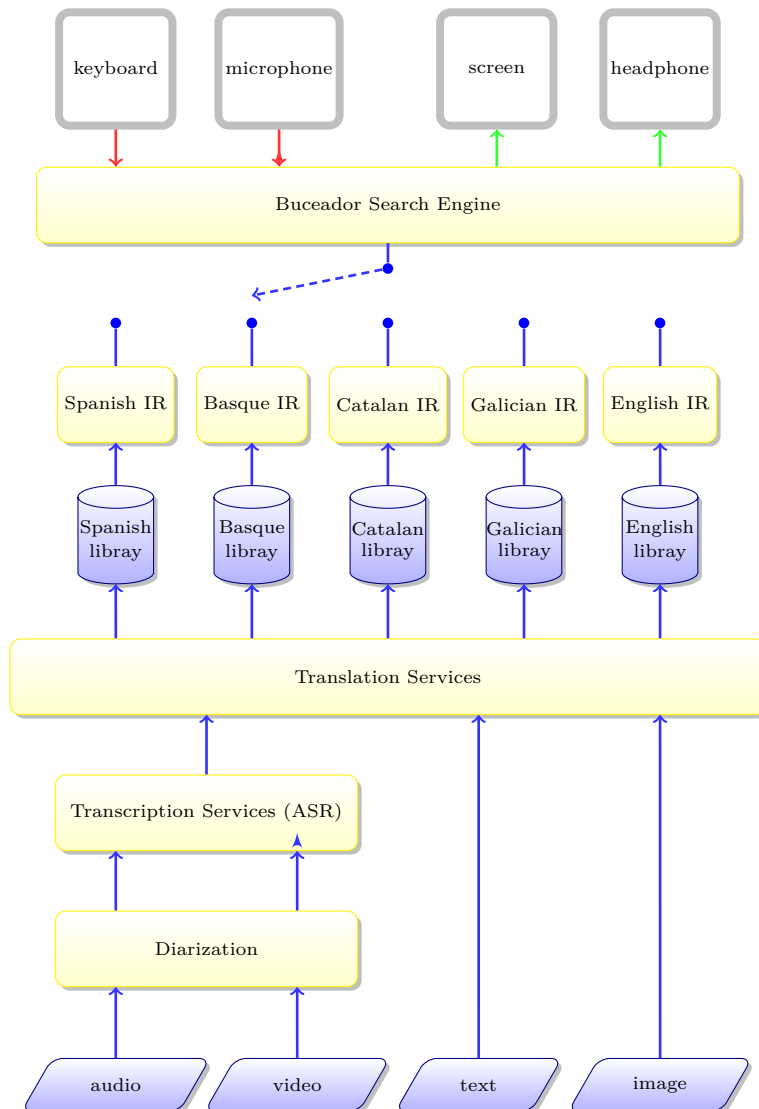 keyboard
microphone
screen
headphone
Buceador Search Engine
Spanish IR
Basque IR
Catalan IR
Galician IR
English IR
Spanish
libray
Basque
libray
Catalan
libray
Galician
libray
English
libray
Translation Services
Transcription Services (ASR)
Diarization
audio
video
text
image